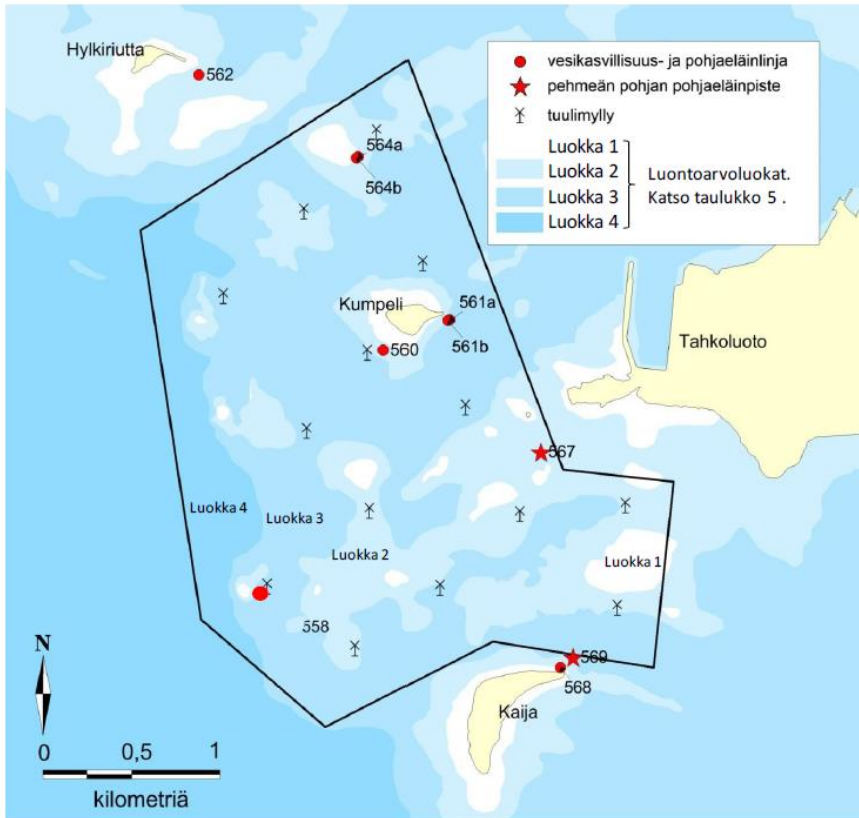 Hylkiriutta
562
vesikasvillisuus- ja pohjaeläinlinja
pehmeän pohjan pohjaeläinpiste
tuulimylly
Luokka 1
Luokka 2
Luokka 3
Luokka 4
Luontoarvoluokat.
Katso taulukko 5 .
564a
564b
Kumpeli
561a
561b
560
Tahkoluoto
567
Luokka 4
Luokka 3
Luokka 2
Luokka 1
558
569
568
Kaija
N
0 0,5 1
kilometriä